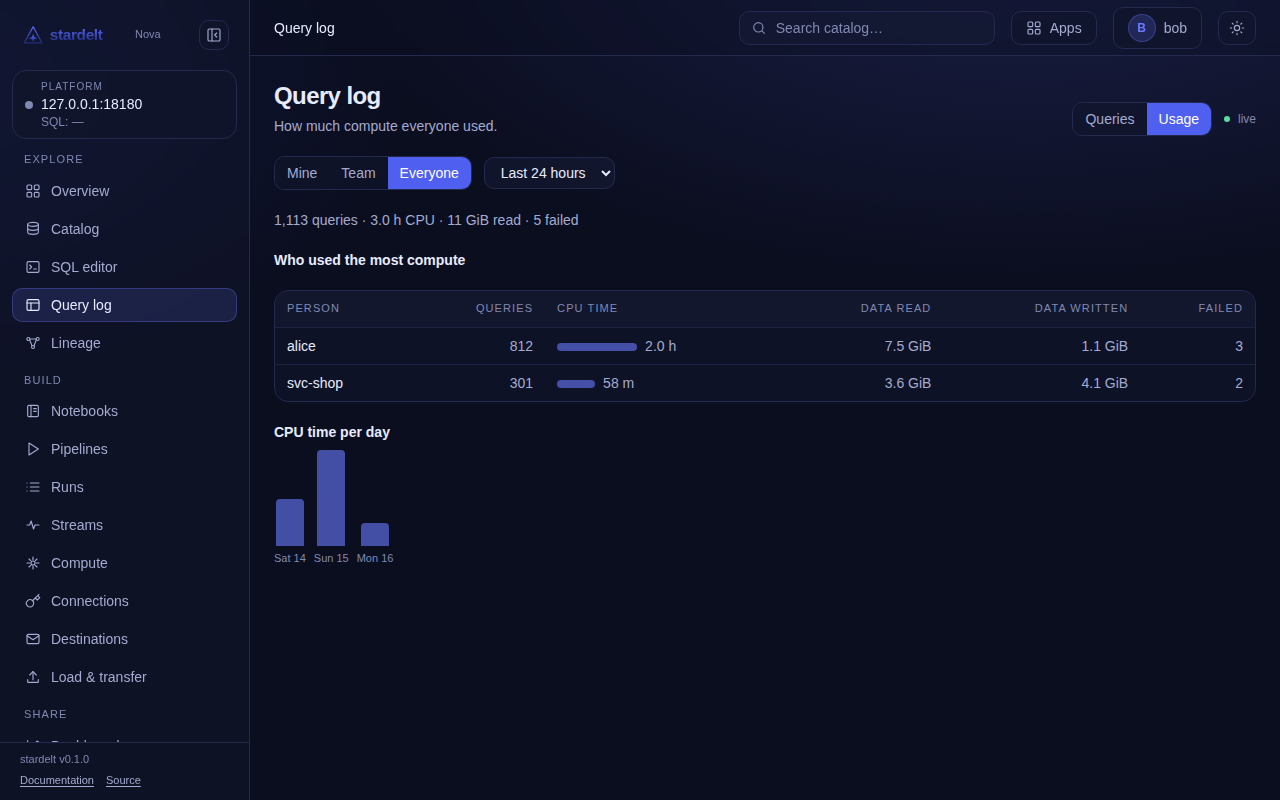 stardelt
Nova
PLATFORM
127.0.0.1:18180
SQL: —
EXPLORE
Overview
Catalog
SQL editor
Query log
Lineage
BUILD
Notebooks
Pipelines
Runs
Streams
Compute
Connections
Destinations
Load & transfer
SHARE
stardelt v0.1.0
Documentation Source
Query log
Search catalog…
Apps
B bob
Query log
How much compute everyone used.
Queries Usage live
Mine Team Everyone Last 24 hours
1,113 queries · 3.0 h CPU · 11 GiB read · 5 failed
Who used the most compute
PERSON QUERIES CPU TIME DATA READ DATA WRITTEN FAILED
alice 812 2.0 h 7.5 GiB 1.1 GiB 3
svc-shop 301 58 m 3.6 GiB 4.1 GiB 2
CPU time per day
Sat 14 Sun 15 Mon 16